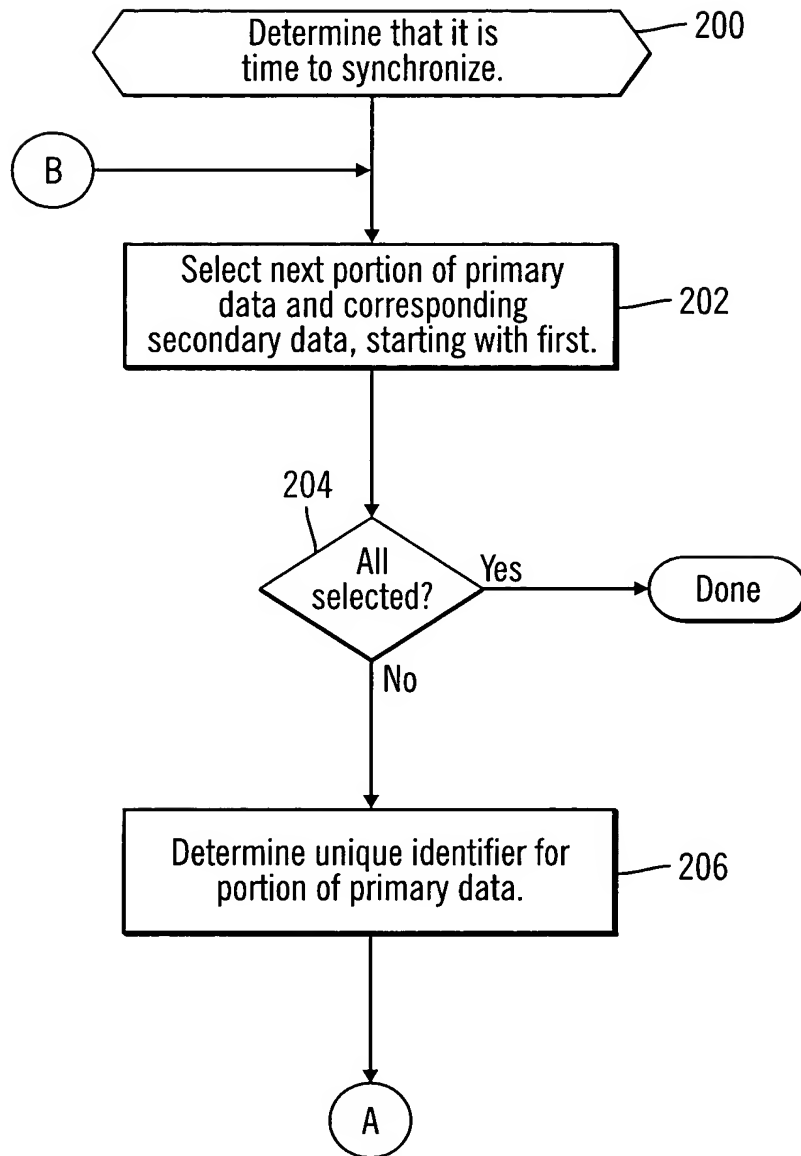 Determine that it is
time to synchronize.
200
B
Select next portion of primary
data and corresponding
secondary data, starting with first.
202
204
All
selected?
Yes
Done
No
Determine unique identifier for
portion of primary data.
206
A